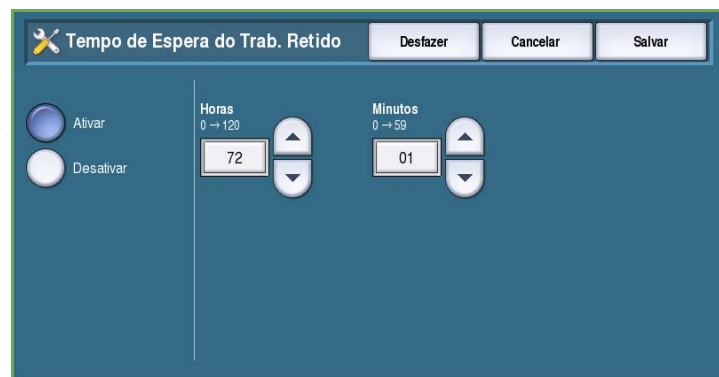 Tempo de Espera do Trab. Retido
Desfazer
Cancelar
Salvar
Ativar
Desativar
Horas
0→120
72
Minutos
0→59
01